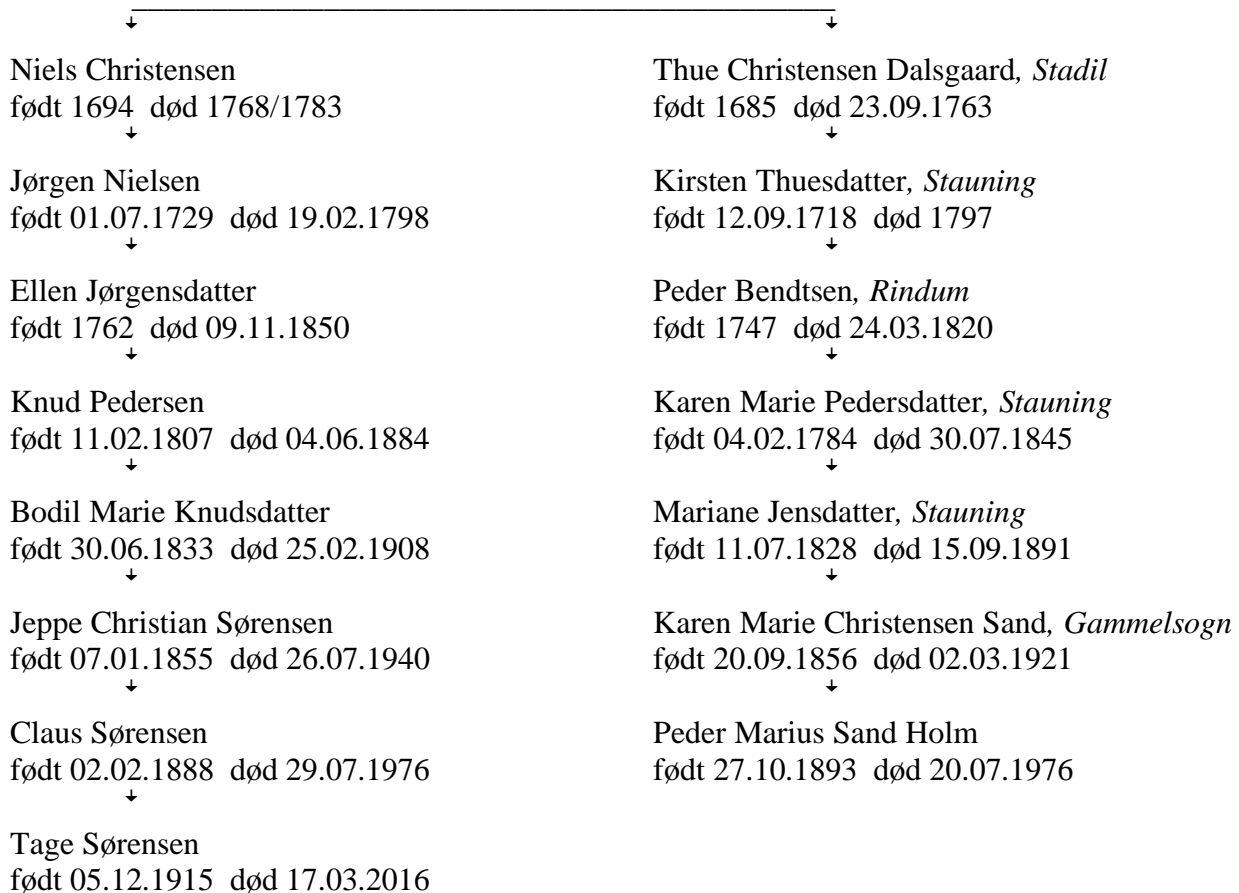 Niels Christensen
født 1694 død 1768/1783
Jørgen Nielsen
født 01.07.1729 død 19.02.1798
Ellen Jørgensdatter
født 1762 død 09.11.1850
Knud Pedersen
født 11.02.1807 død 04.06.1884
Bodil Marie Knudsdatter
født 30.06.1833 død 25.02.1908
Jeppe Christian Sørensen
født 07.01.1855 død 26.07.1940
Claus Sørensen
født 02.02.1888 død 29.07.1976
Tage Sørensen
født 05.12.1915 død 17.03.2016
Thue Christensen Dalsgaard, Stadil
født 1685 død 23.09.1763
Kirsten Thuesdatter, Stauning
født 12.09.1718 død 1797
Peder Bendtsen, Rindum
født 1747 død 24.03.1820
Karen Marie Pedersdatter, Stauning
født 04.02.1784 død 30.07.1845
Mariane Jensdatter, Stauning
født 11.07.1828 død 15.09.1891
Karen Marie Christensen Sand, Gammelsogn
født 20.09.1856 død 02.03.1921
Peder Marius Sand Holm
født 27.10.1893 død 20.07.1976